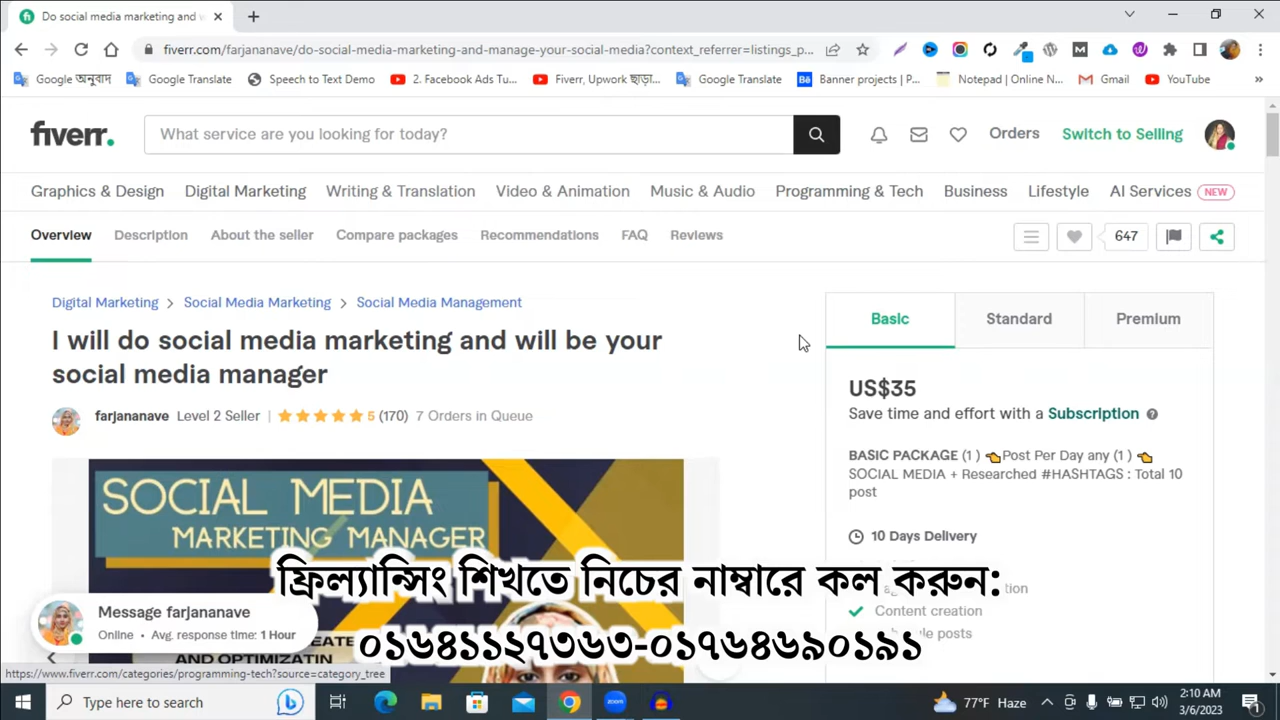 Do social media marketing and w
fiverr.com/farjananave/do-social-media-marketing-and-manage-your-social-media?context_referrer=listings_p...
Google অনুবাদ Google Translate Speech to Text Demo 2. Facebook Ads Tu... Fiverr, Upwork ছাড়া... Google Translate Banner projects | P... Notepad | Online N... Gmail YouTube »
fiverr. What service are you looking for today? Orders Switch to Selling
Graphics & Design Digital Marketing Writing & Translation Video & Animation Music & Audio Programming & Tech Business Lifestyle AI Services NEW
Overview Description About the seller Compare packages Recommendations FAQ Reviews 647
Digital Marketing > Social Media Marketing > Social Media Management
I will do social media marketing and will be your
social media manager
farjananave Level 2 Seller | 5 (170) 7 Orders in Queue
SOCIAL MEDIA
MARKETING MANAGER
AND OPTIMIZATIN
Basic Standard Premium
US$35
Save time and effort with a Subscription ?
BASIC PACKAGE (1) Post Per Day any (1)
SOCIAL MEDIA + Researched #HASHTAGS : Total 10
post
10 Days Delivery
Content creation
posts
ফ্রিল্যান্সিং শিখতে নিচের নাম্বারে কল করুন:
০১৬৪১১২৭৩৬৩-০১৭৬৪৬৯০১৯১
Message farjananave
Online • Avg. response time: 1 Hour
https://www.fiverr.com/categories/programming-tech?source=category_tree
Type here to search zoom 77°F Haze 2:10 AM
3/6/2023